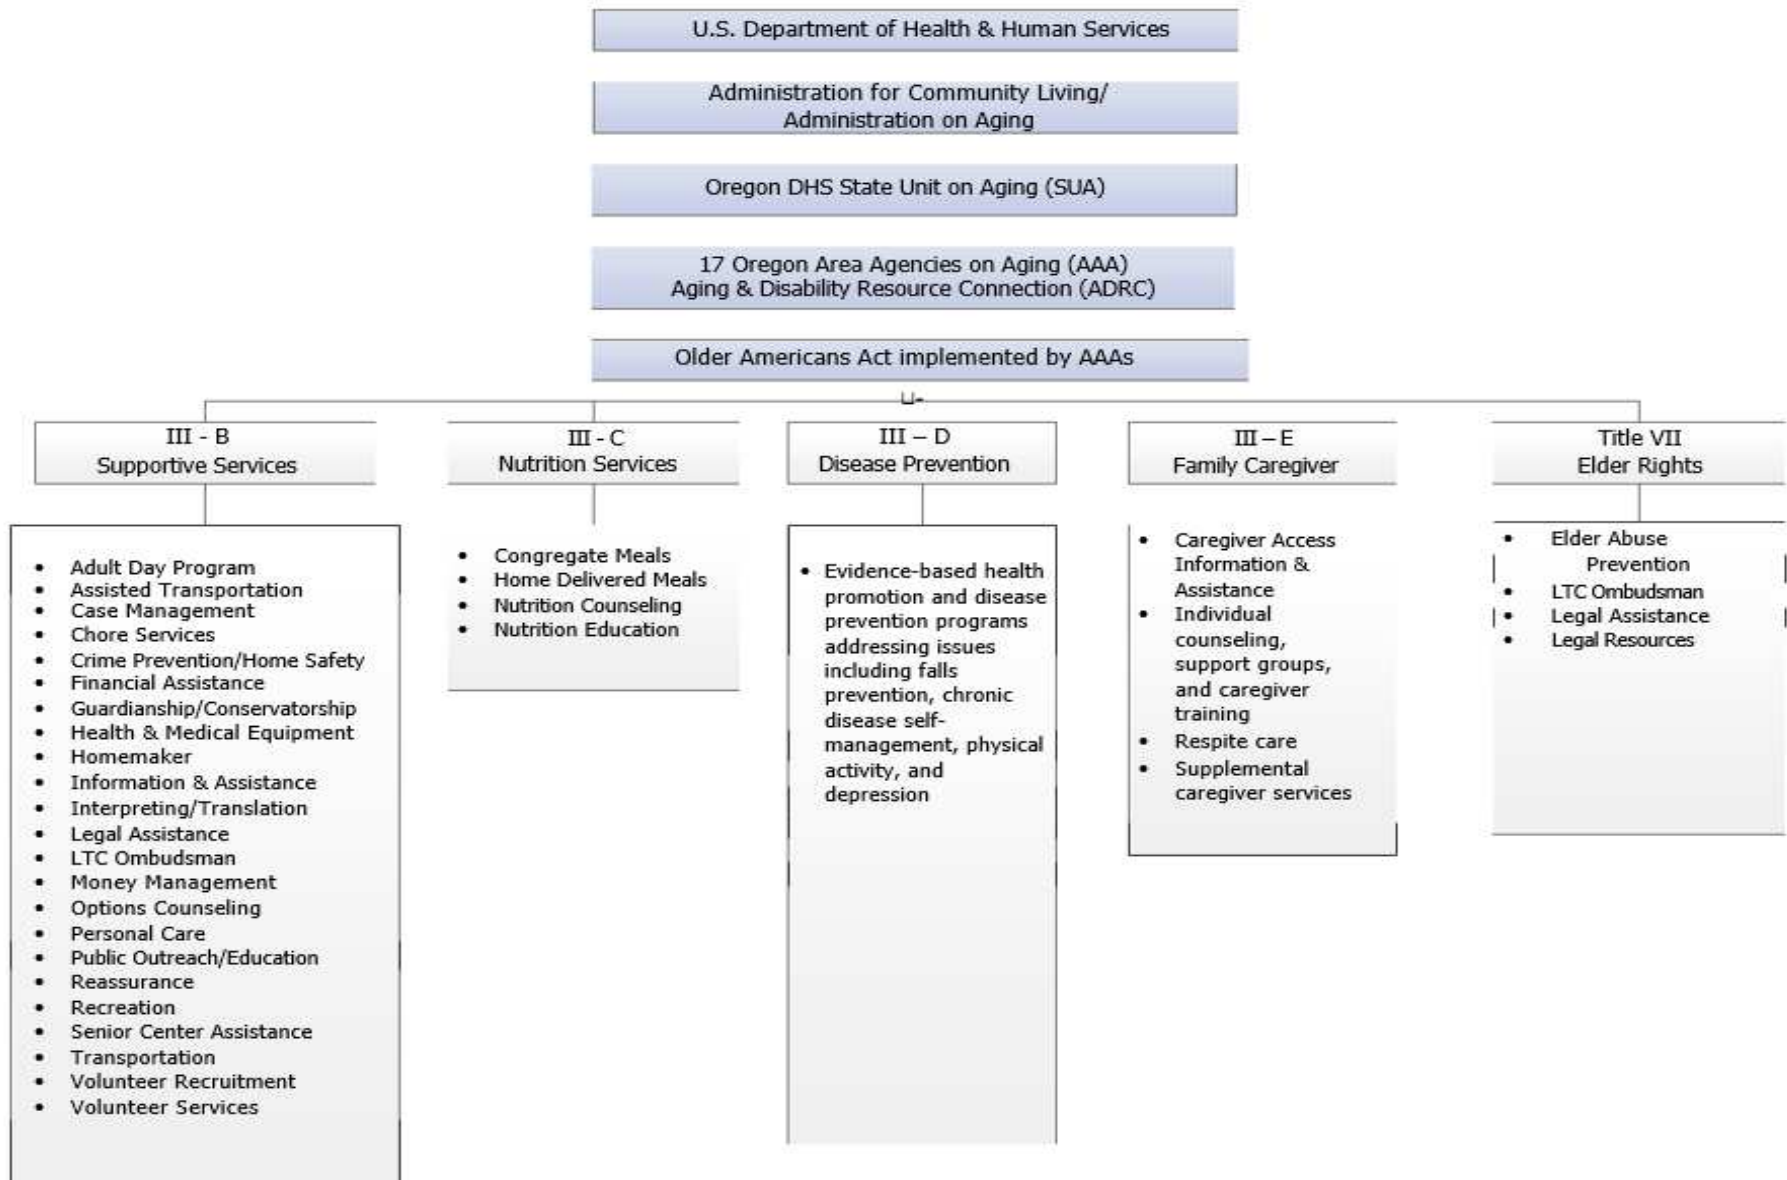 U.S. Department of Health & Human Services
Administration for Community Living/
Administration on Aging
Oregon DHS State Unit on Aging (SUA)
17 Oregon Area Agencies on Aging (AAA)
Aging & Disability Resource Connection (ADRC)
Older Americans Act implemented by AAAs
III - B
Supportive Services
• Adult Day Program
• Assisted Transportation
• Case Management
• Chore Services
• Crime Prevention/Home Safety
• Financial Assistance
• Guardianship/Conservatorship
• Health & Medical Equipment
• Homemaker
• Information & Assistance
• Interpreting/Translation
• Legal Assistance
• LTC Ombudsman
• Money Management
• Options Counseling
• Personal Care
• Public Outreach/Education
• Reassurance
• Recreation
• Senior Center Assistance
• Transportation
• Volunteer Recruitment
• Volunteer Services
III - C
Nutrition Services
• Congregate Meals
• Home Delivered Meals
• Nutrition Counseling
• Nutrition Education
III – D
Disease Prevention
• Evidence-based health
promotion and disease
prevention programs
addressing issues
including falls
prevention, chronic
disease self-
management, physical
activity, and
depression
III – E
Family Caregiver
• Caregiver Access
Information &
Assistance
• Individual
counseling,
support groups,
and caregiver
training
• Respite care
• Supplemental
caregiver services
Title VII
Elder Rights
• Elder Abuse
Prevention
• LTC Ombudsman
• Legal Assistance
• Legal Resources